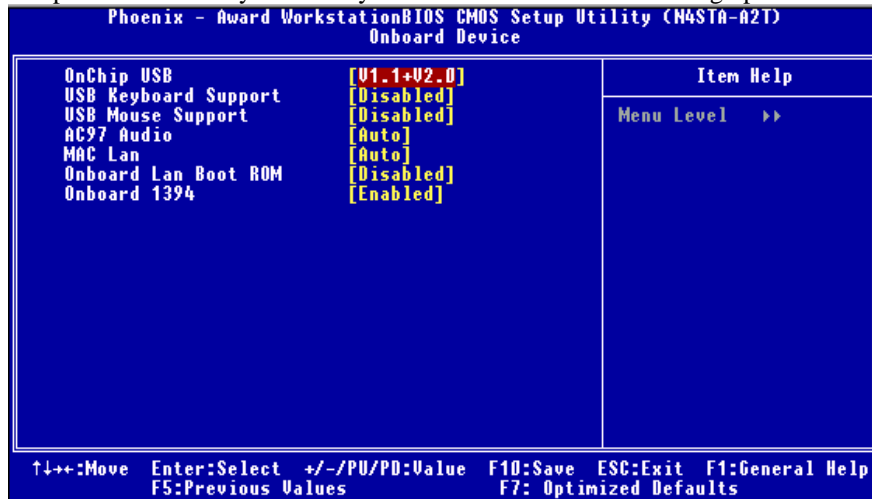 Phoenix - Award WorkstationBIOS CMOS Setup Utility (N4STA-A2T)
Onboard Device
OnChip USB [V1.1+V2.0]
USB Keyboard Support [Disabled]
USB Mouse Support [Disabled]
AC97 Audio [Auto]
MAC Lan [Auto]
Onboard Lan Boot ROM [Disabled]
Onboard 1394 [Enabled]
Item Help
Menu Level ▸▸
↑↓→←:Move Enter:Select +/-/PU/PD:Value F10:Save ESC:Exit F1:General Help
F5:Previous Values F7: Optimized Defaults